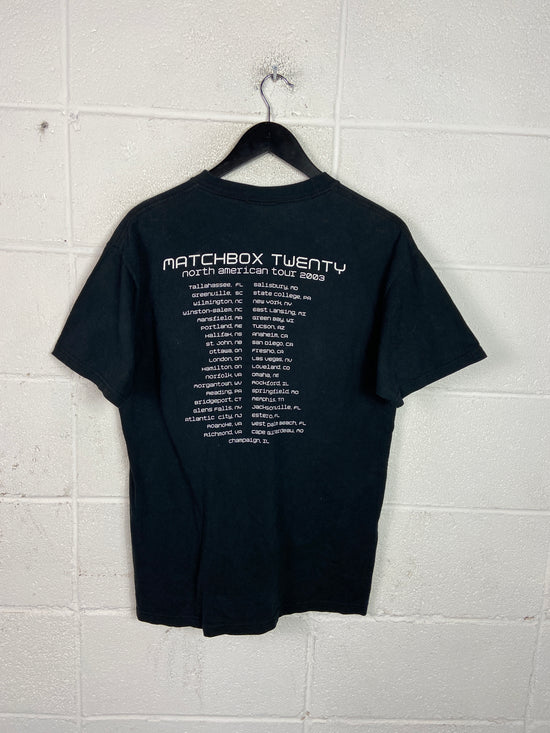 MATCHBOX TWENTY
north american tour 2003
Tallahassee, FL salisbury, MD
Greenville, SC state college, PA
wilmington, NC new york, NY
winston-salem, NC east Lansing, MI
Mansfield, MA Green Bay, WI
Portland, ME Tucson, AZ
Halifax, NS Anaheim, CA
St. John, NB san diego, CA
Ottawa, ON Fresno, CA
London, ON Las Vegas, NV
Hamilton, ON Loveland, CO
norfolk, VA Omaha, NE
Morgantown, WV Rockford, IL
Reading, PA springfield, MO
Bridgeport, CT Memphis, TN
Glens Falls, NY Jacksonville, FL
Atlantic city, NJ estero, FL
Roanoke, VA west palm beach, FL
Richmond, VA cape girardeau, MO
champaign, IL